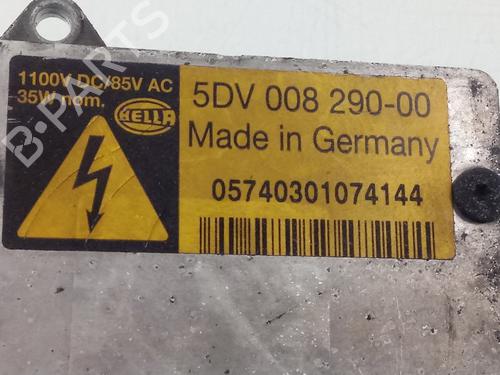 1100V DC/85V AC
35W nom.
HELLA
5DV 008 290-00
Made in Germany
05740301074144
B-PARTS